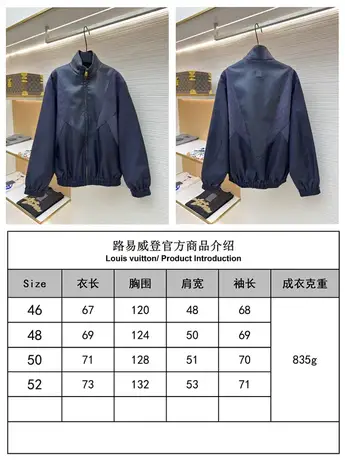 路易威登官方商品介绍
Louis vuitton/ Product Introduction
Size 衣长 胸围 肩宽 袖长 成衣克重
46 67 120 48 68
48 69 124 50 69
50 71 128 51 70
52 73 132 53 71
835g